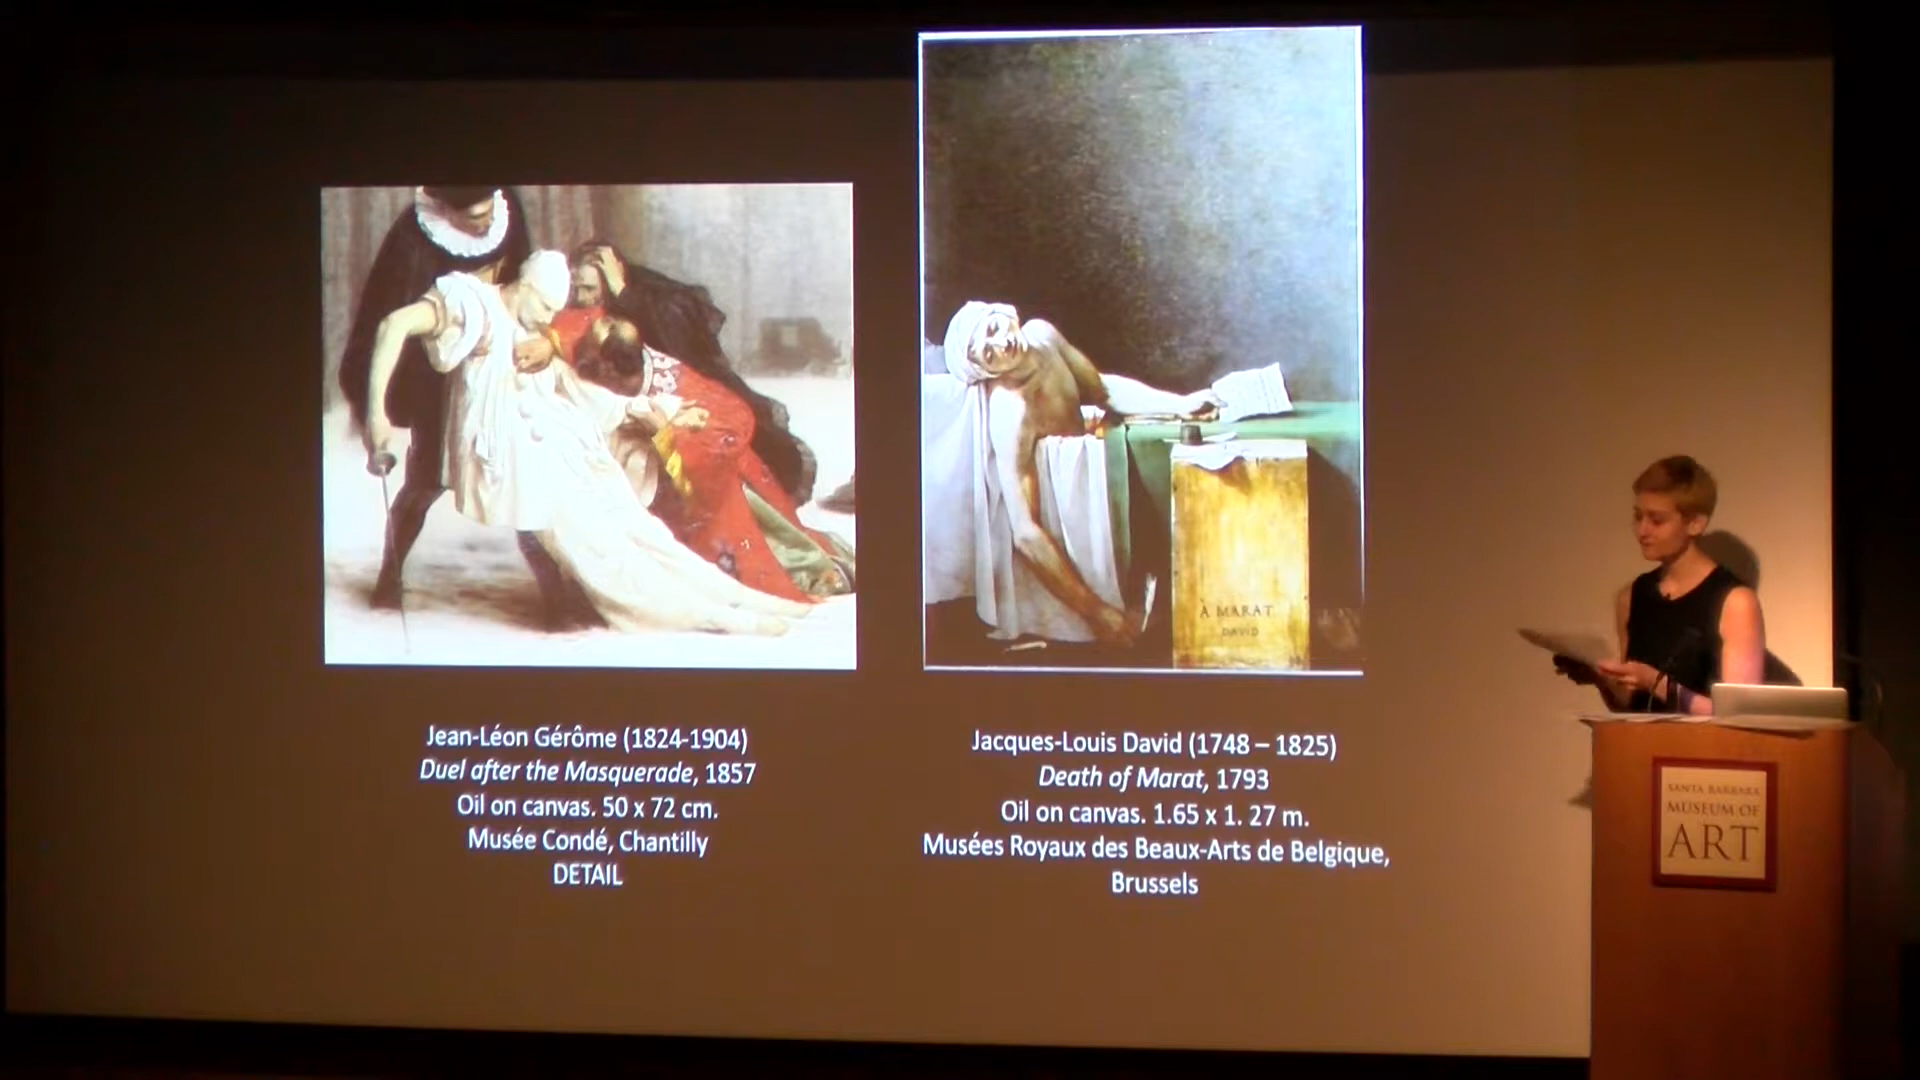 À MARAT
DAVID
Jean-Léon Gérôme (1824-1904)
Duel after the Masquerade, 1857
Oil on canvas. 50 x 72 cm.
Musée Condé, Chantilly
DETAIL
Jacques-Louis David (1748 – 1825)
Death of Marat, 1793
Oil on canvas. 1.65 x 1. 27 m.
Musées Royaux des Beaux-Arts de Belgique,
Brussels
SANTA BARBARA
MUSEUM OF
ART